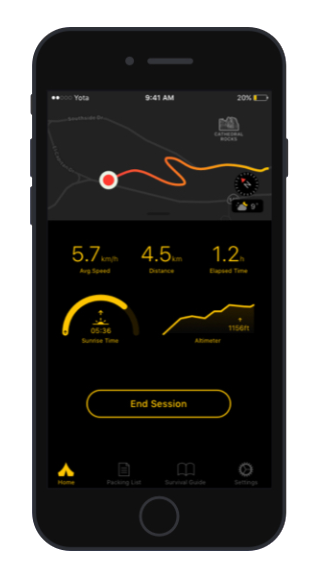 Yota 9:41 AM 20%
CATHEDRAL
ROCKS
9°
5.7 km/h 4.5 km 1.2 h
Avg Speed Distance Elapsed Time
05:36
1156ft
Sunrise Time Altimeter
End Session
Home Packing List Survival Guide Settings